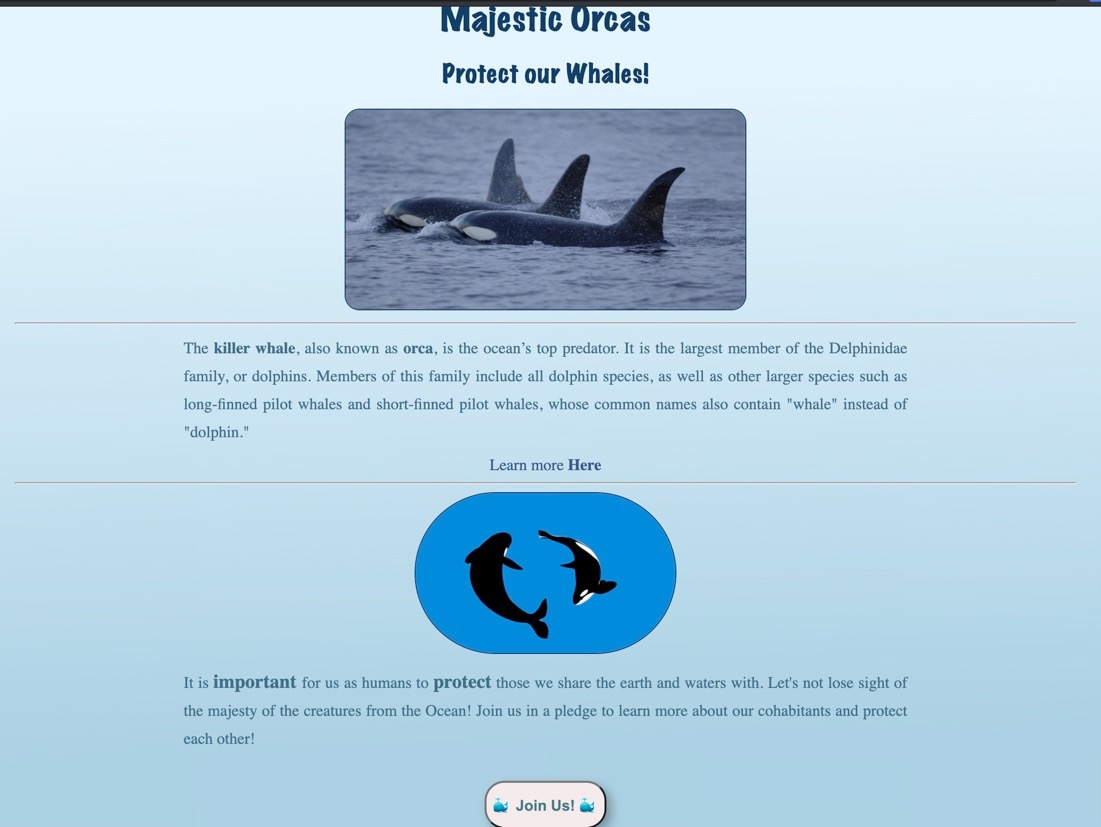 Majestic Orcas
Protect our Whales!
The killer whale, also known as orca, is the ocean’s top predator. It is the largest member of the Delphinidae
family, or dolphins. Members of this family include all dolphin species, as well as other larger species such as
long-finned pilot whales and short-finned pilot whales, whose common names also contain "whale" instead of
"dolphin."
Learn more Here
It is important for us as humans to protect those we share the earth and waters with. Let's not lose sight of
the majesty of the creatures from the Ocean! Join us in a pledge to learn more about our cohabitants and protect
each other!
🐳 Join Us! 🐳